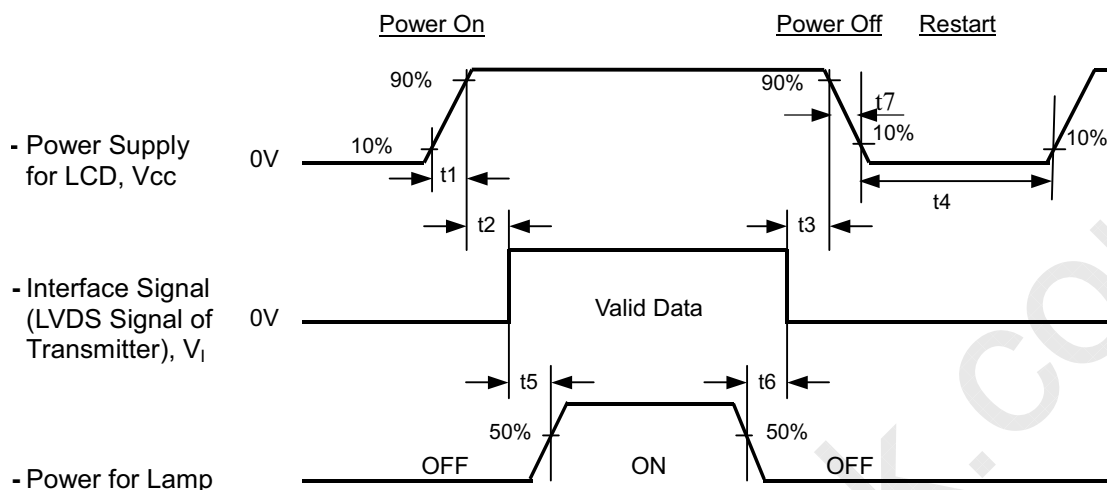 Power On
Power Off
Restart
90%
90%
t7
10%
10%
10%
- Power Supply
for LCD, Vcc
0V
t1
t4
t2
t3
- Interface Signal
(LVDS Signal of
Transmitter), VI
0V
Valid Data
t5
t6
50%
50%
- Power for Lamp
OFF
ON
OFF